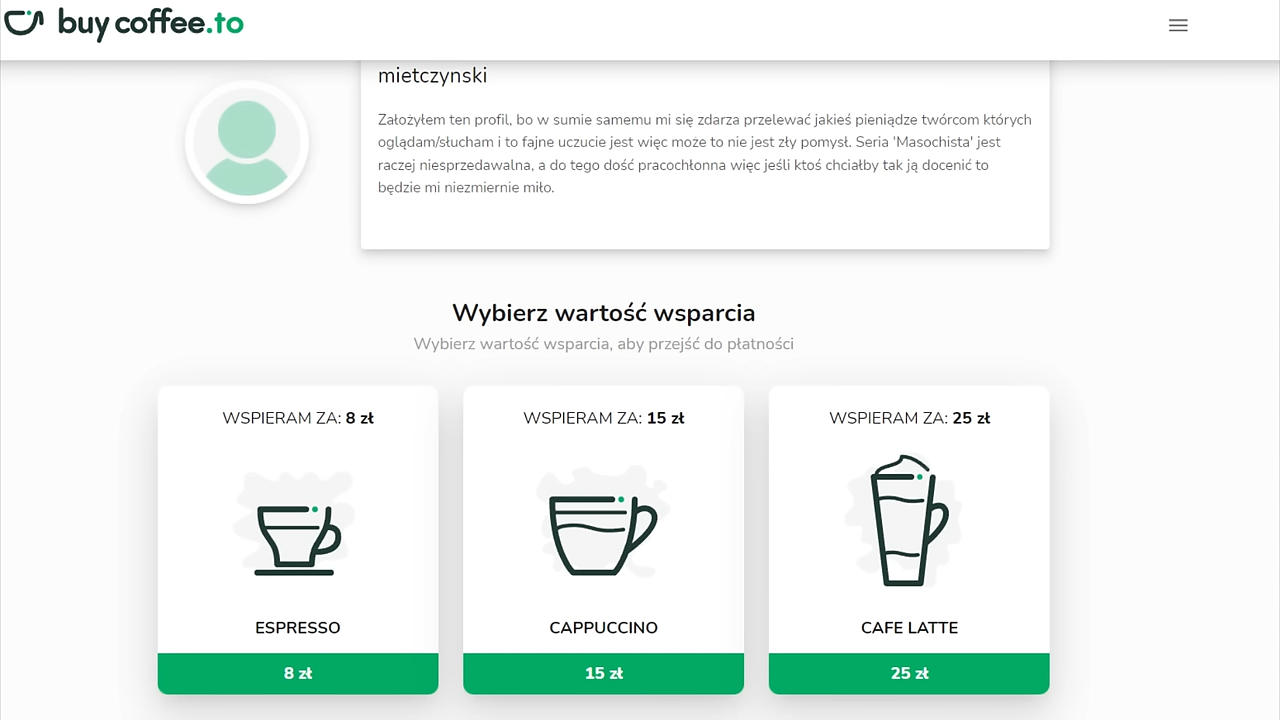 buy coffee.to
mietczynski
Założyłem ten profil, bo w sumie samemu mi się zdarza przelewać jakieś pieniądze twórcom których
oglądam/słucham i to fajne uczucie jest więc może to nie jest zły pomysł. Seria 'Masochista' jest
raczej niesprzedawalna, a do tego dość pracochłonna więc jeśli ktoś chciałby tak ją docenić to
będzie mi niezmiernie miło.
Wybierz wartość wsparcia
Wybierz wartość wsparcia, aby przejść do płatności
WSPIERAM ZA: 8 zł
ESPRESSO
8 zł
WSPIERAM ZA: 15 zł
CAPPUCCINO
15 zł
WSPIERAM ZA: 25 zł
CAFE LATTE
25 zł